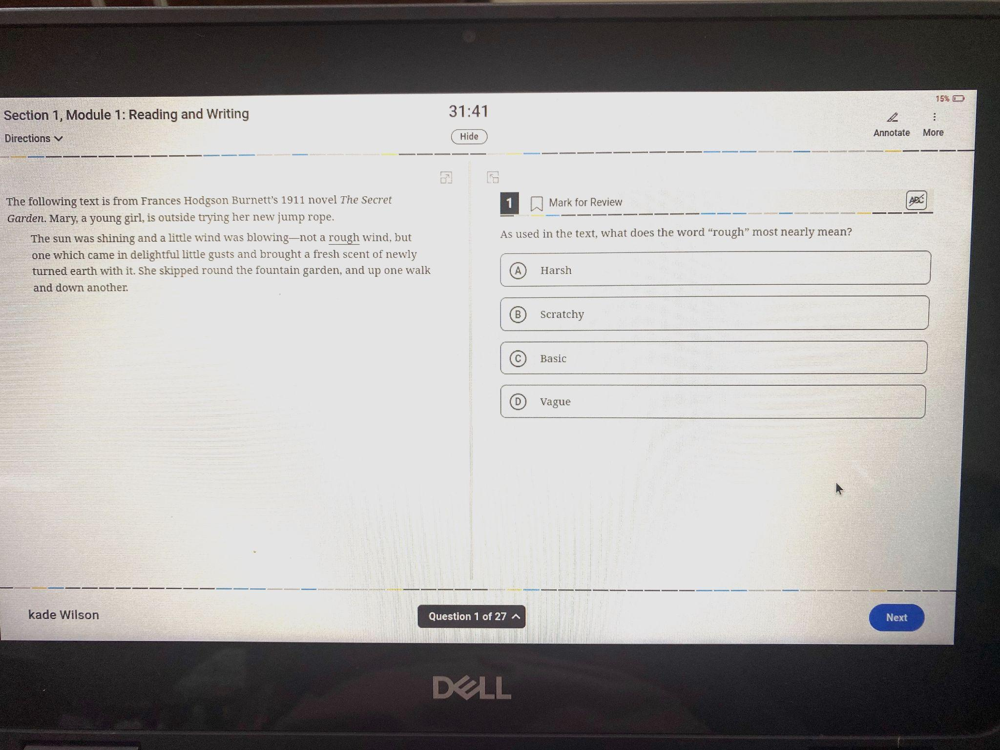 15%
Section 1, Module 1: Reading and Writing
31:41
Directions
Hide
Annotate
More
The following text is from Frances Hodgson Burnett's 1911 novel The Secret
Garden. Mary, a young girl, is outside trying her new jump rope.
The sun was shining and a little wind was blowing—not a rough wind, but
one which came in delightful little gusts and brought a fresh scent of newly
turned earth with it. She skipped round the fountain garden, and up one walk
and down another.
1 Mark for Review
ABC
As used in the text, what does the word “rough” most nearly mean?
A Harsh
B Scratchy
C Basic
D Vague
kade Wilson
Question 1 of 27
Next
DELL